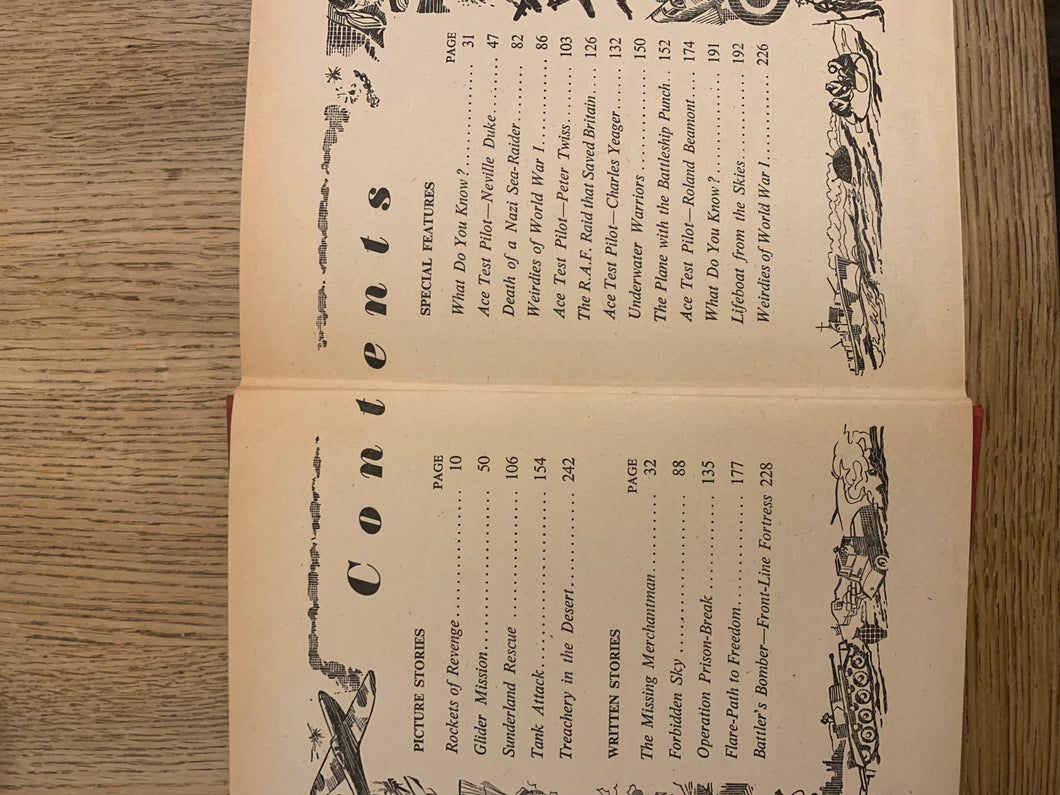 Contents
PICTURE STORIES
PAGE
Rockets of Revenge.................... 10
Glider Mission........................ 50
Sunderland Rescue .................. 106
Tank Attack......................... 154
Treachery in the Desert............. 242
WRITTEN STORIES
PAGE
The Missing Merchantman............ 32
Forbidden Sky ...................... 88
Operation Prison-Break ............. 135
Flare-Path to Freedom.............. 177
Battler's Bomber—Front-Line Fortress 228
SPECIAL FEATURES
PAGE
What Do You Know?................ 31
Ace Test Pilot—Neville Duke........ 47
Death of a Nazi Sea-Raider......... 82
Weirdies of World War I............ 86
Ace Test Pilot—Peter Twiss......... 103
The R.A.F. Raid that Saved Britain.... 126
Ace Test Pilot—Charles Yeager...... 132
Underwater Warriors ............... 150
The Plane with the Battleship Punch.. 152
Ace Test Pilot—Roland Beamont..... 174
What Do You Know?................ 191
Lifeboat from the Skies............. 192
Weirdies of World War I............ 226